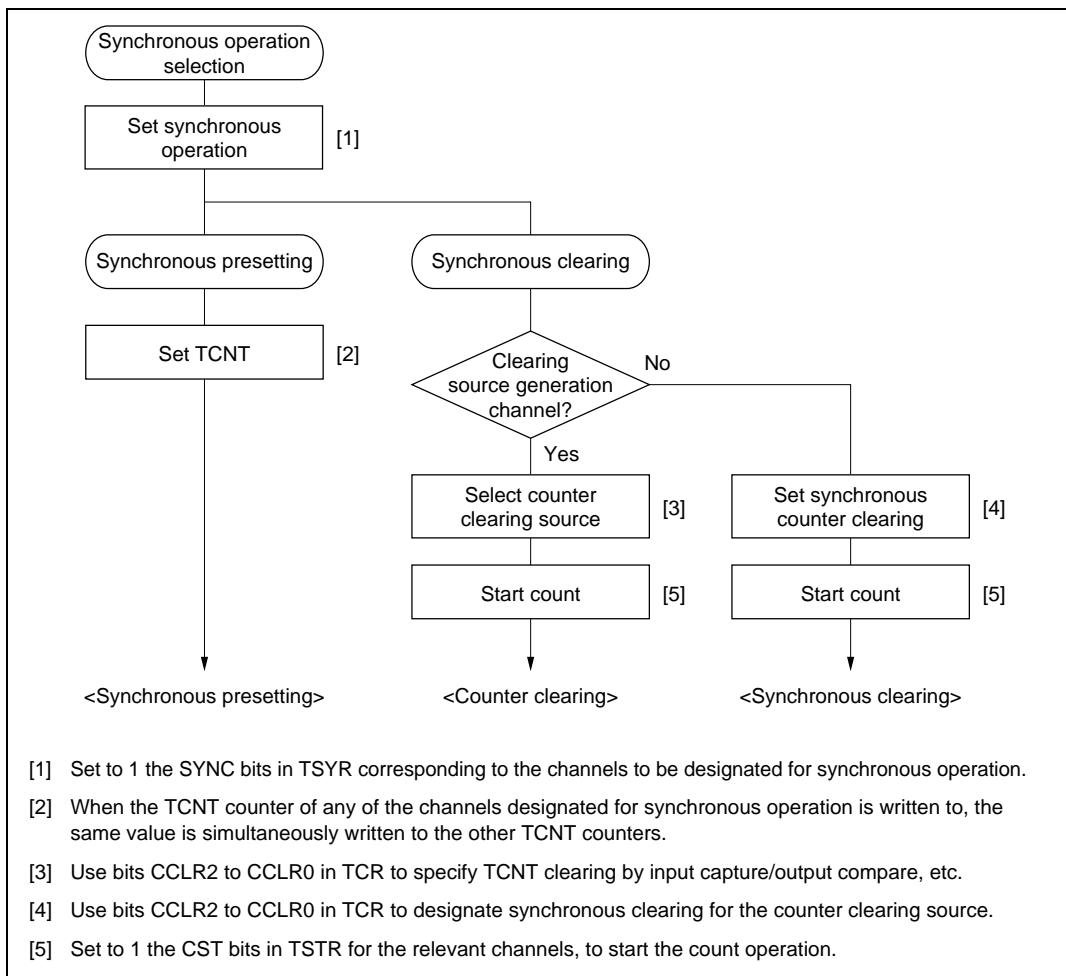 Synchronous operation
selection
Set synchronous
operation
[1]
Synchronous presetting
Synchronous clearing
Set TCNT
[2]
Clearing
source generation
channel?
No
Yes
Select counter
clearing source
[3]
Set synchronous
counter clearing
[4]
Start count
[5]
Start count
[5]
<Synchronous presetting>
<Counter clearing>
<Synchronous clearing>
[1] Set to 1 the SYNC bits in TSYR corresponding to the channels to be designated for synchronous operation.
[2] When the TCNT counter of any of the channels designated for synchronous operation is written to, the
same value is simultaneously written to the other TCNT counters.
[3] Use bits CCLR2 to CCLR0 in TCR to specify TCNT clearing by input capture/output compare, etc.
[4] Use bits CCLR2 to CCLR0 in TCR to designate synchronous clearing for the counter clearing source.
[5] Set to 1 the CST bits in TSTR for the relevant channels, to start the count operation.